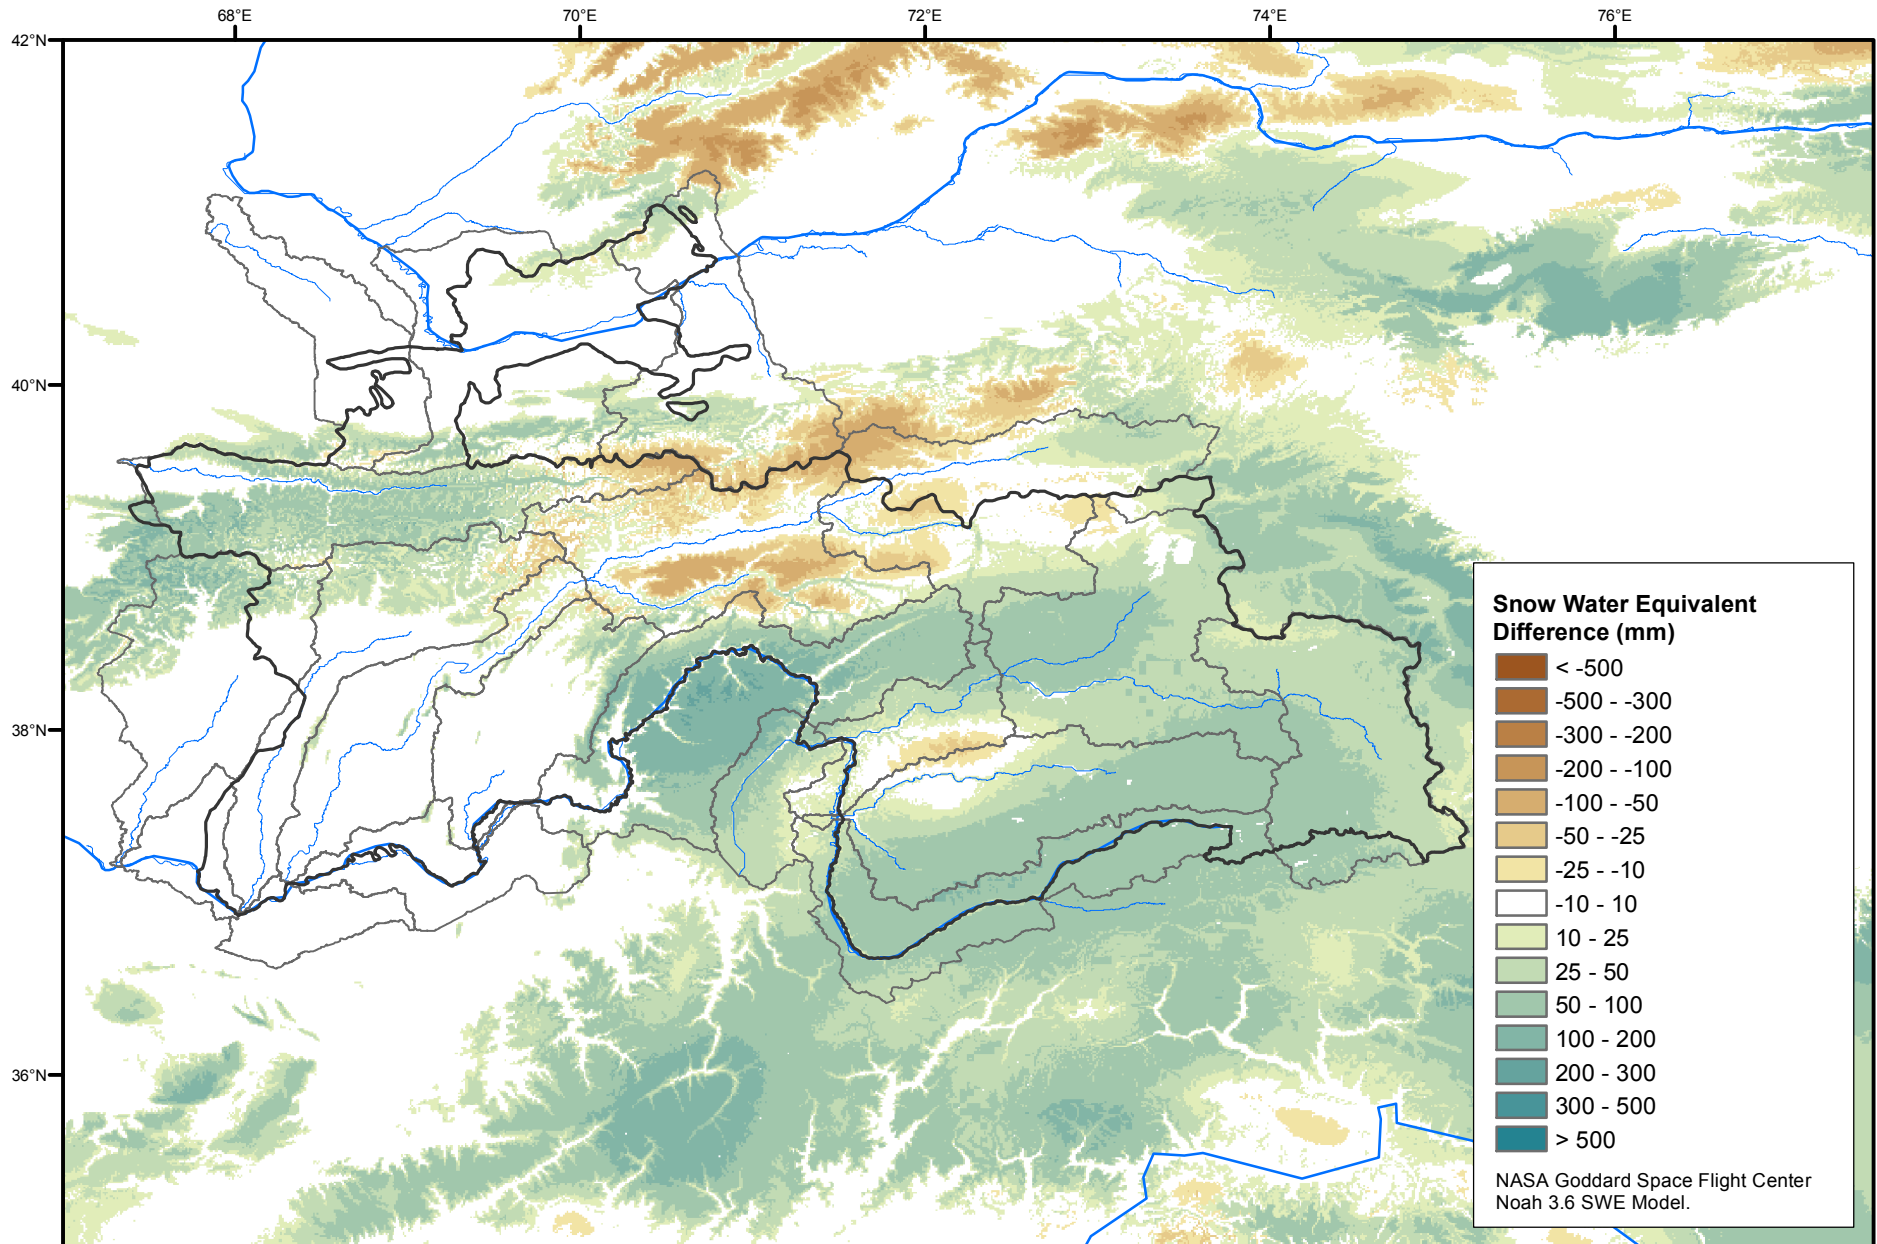 68°E 70°E 72°E 74°E 76°E
42°N
40°N
38°N
36°N
Snow Water Equivalent
Difference (mm)
< -500
-500 - -300
-300 - -200
-200 - -100
-100 - -50
-50 - -25
-25 - -10
-10 - 10
10 - 25
25 - 50
50 - 100
100 - 200
200 - 300
300 - 500
> 500
NASA Goddard Space Flight Center
Noah 3.6 SWE Model.